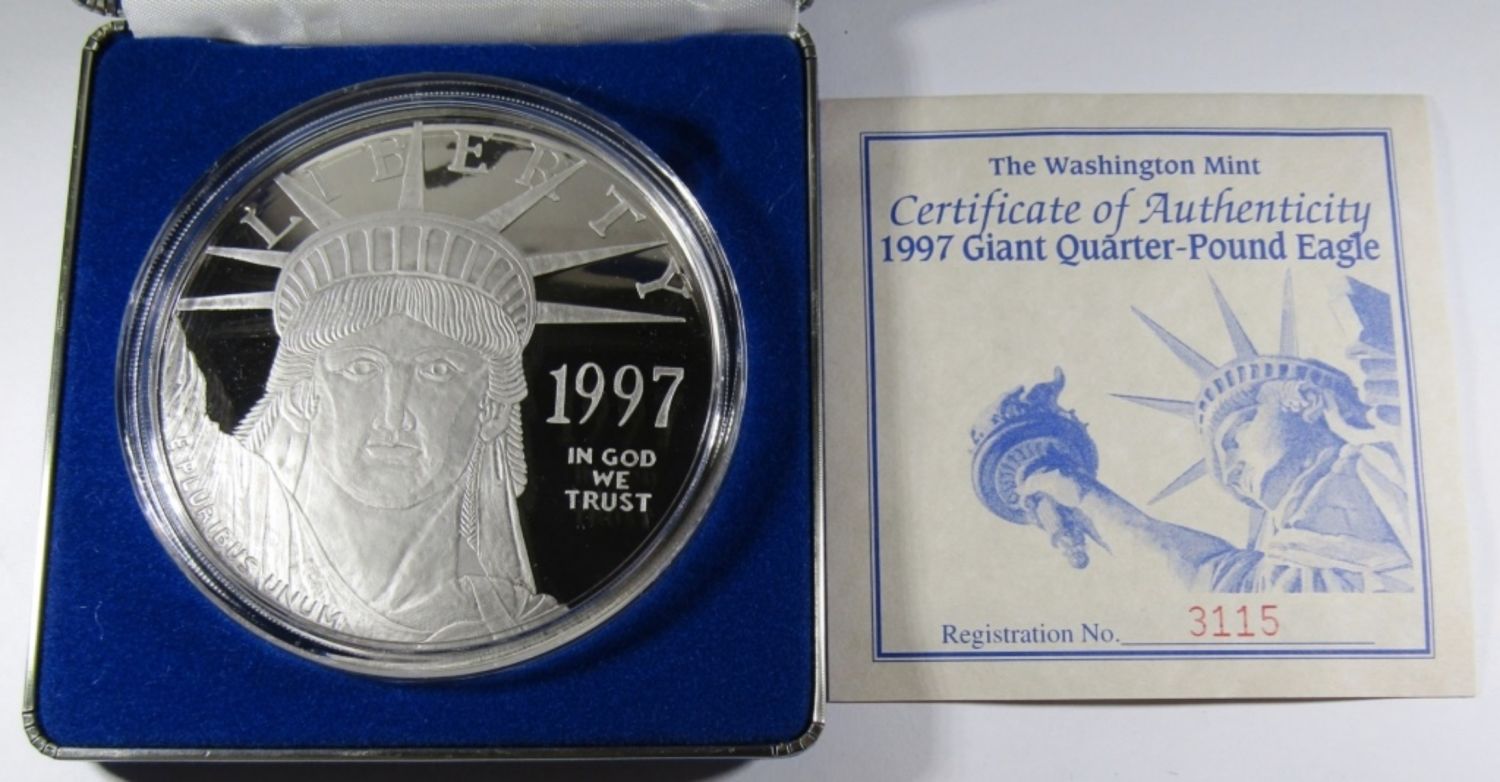 LIBERTY
1997
IN GOD
WE
TRUST
E PLURIBUS UNUM
The Washington Mint
Certificate of Authenticity
1997 Giant Quarter-Pound Eagle
Registration No. 3115